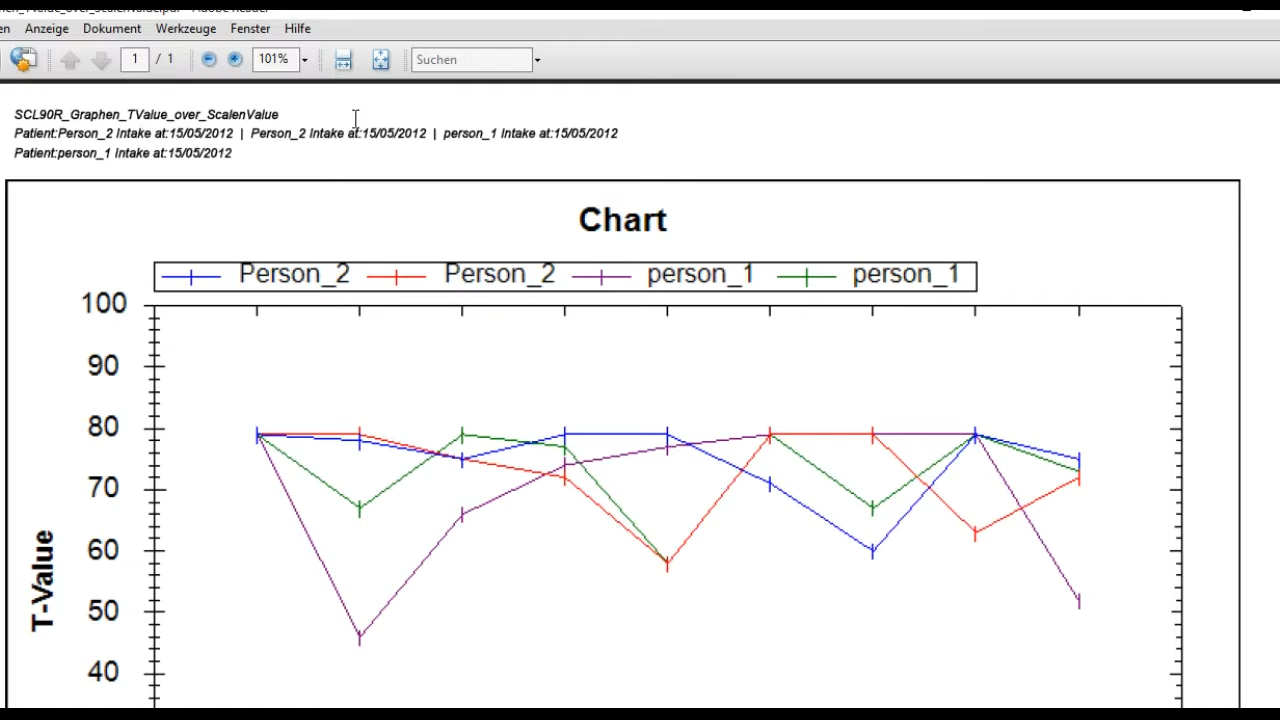 en Anzeige Dokument Werkzeuge Fenster Hilfe
1 / 1 101% Suchen
SCL90R_Graphen_TValue_over_ScalenValue
Patient:Person_2 Intake at:15/05/2012 | Person_2 Intake at:15/05/2012 | person_1 Intake at:15/05/2012
Patient:person_1 Intake at:15/05/2012
Chart
Person_2 Person_2 person_1 person_1
100
90
80
70
60
50
40
T-Value